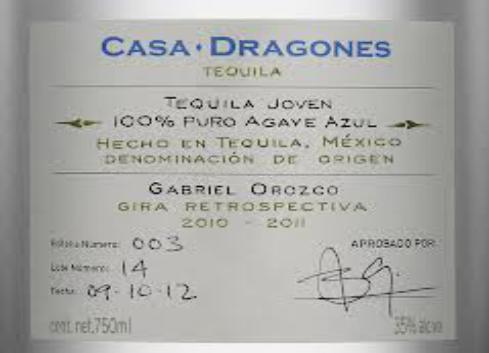 CASA • DRAGONES
TEQUILA
TEQUILA JOVEN
100% PURO AGAVE AZUL
HECHO EN TEQUILA, MÉXICO
DENOMINACIÓN DE ORIGEN
GABRIEL OROZCO
GIRA RETROSPECTIVA
2010 - 2011
Botella Número: 003
APROBADO POR:
Lote Número: 14
Fecha: 09-10-12
cont. net. 750ml
35% alc.vol